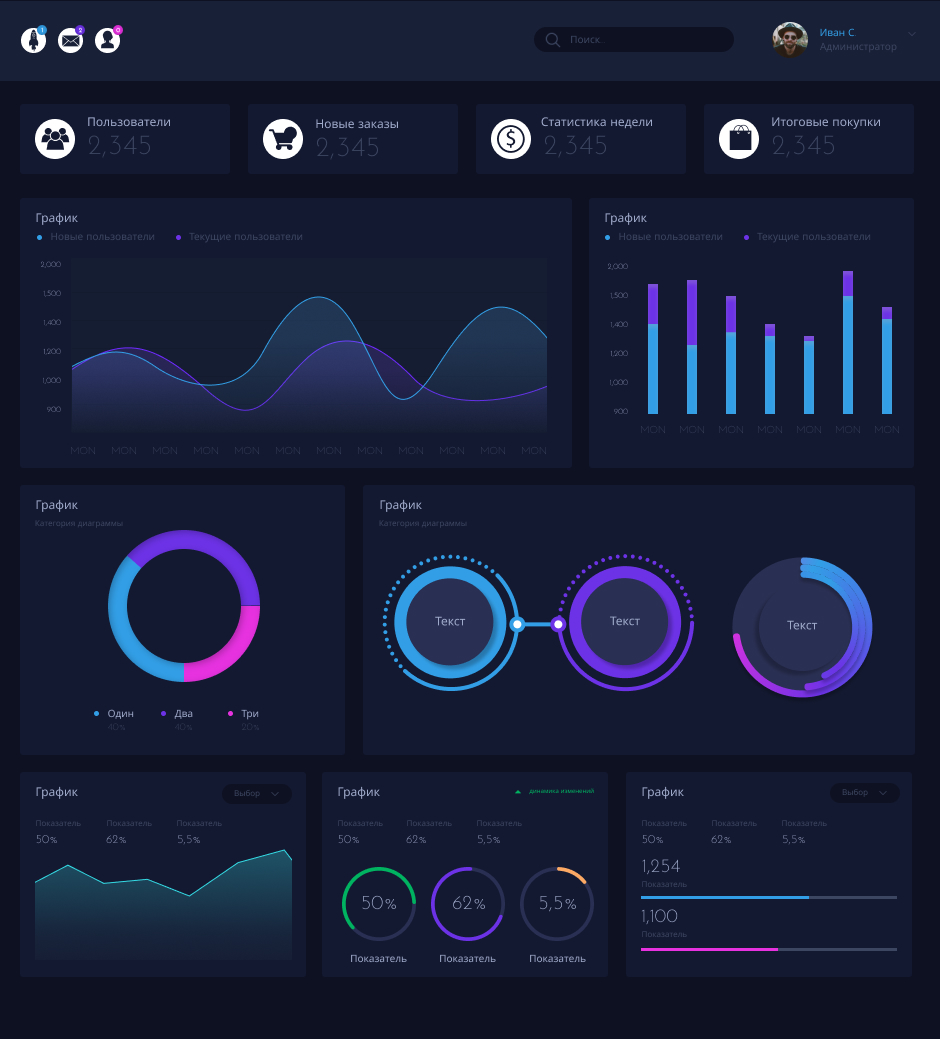 1
2
0
Поиск.
Иван С.
Администратор
Пользователи
2,345
Новые заказы
2,345
Статистика недели
2,345
Итоговые покупки
2,345
График
Новые пользователи Текущие пользователи
2,000
1,500
1,400
1,200
1,000
900
MON MON MON MON MON MON MON MON MON MON MON MON
График
Новые пользователи Текущие пользователи
2,000
1,500
1,400
1,200
1,000
900
MON MON MON MON MON MON MON
График
Категория диаграммы
Один Два Три
40% 40% 20%
График
Категория диаграммы
Текст Текст Текст
График
Выбор
Показатель Показатель Показатель
50% 62% 5,5%
График
динамика изменений
Показатель Показатель Показатель
50% 62% 5,5%
50% 62% 5,5%
Показатель Показатель Показатель
График
Выбор
Показатель Показатель Показатель
50% 62% 5,5%
1,254
Показатель
1,100
Показатель